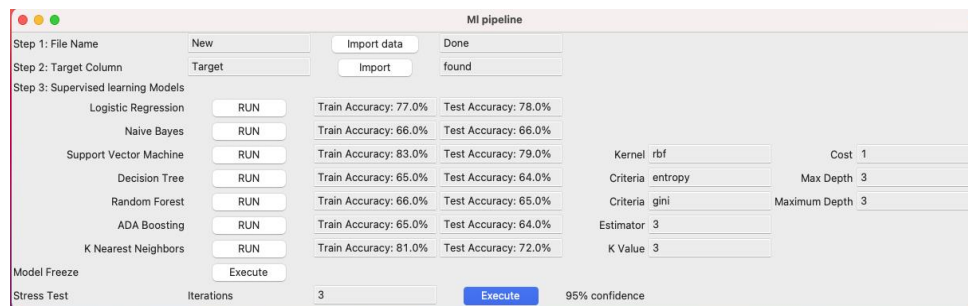 Ml pipeline
Step 1: File Name New Import data Done
Step 2: Target Column Target Import found
Step 3: Supervised learning Models
Logistic Regression RUN Train Accuracy: 77.0% Test Accuracy: 78.0%
Naive Bayes RUN Train Accuracy: 66.0% Test Accuracy: 66.0%
Support Vector Machine RUN Train Accuracy: 83.0% Test Accuracy: 79.0% Kernel rbf Cost 1
Decision Tree RUN Train Accuracy: 65.0% Test Accuracy: 64.0% Criteria entropy Max Depth 3
Random Forest RUN Train Accuracy: 66.0% Test Accuracy: 65.0% Criteria gini Maximum Depth 3
ADA Boosting RUN Train Accuracy: 65.0% Test Accuracy: 64.0% Estimator 3
K Nearest Neighbors RUN Train Accuracy: 81.0% Test Accuracy: 72.0% K Value 3
Model Freeze Execute
Stress Test Iterations 3 Execute 95% confidence